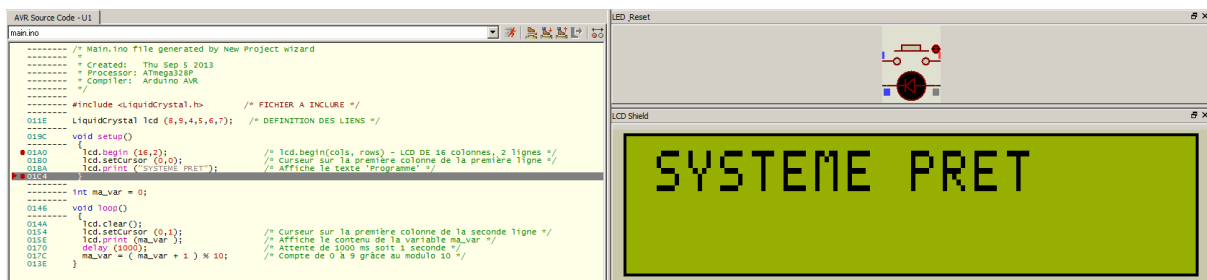 AVR Source Code - U1
main.ino
-------- /* Main.ino file generated by New Project wizard
-------- *
-------- * Created:   Thu Sep 5 2013
-------- * Processor: ATmega328P
-------- * Compiler:  Arduino AVR
-------- */
--------
-------- #include <LiquidCrystal.h>       /* FICHIER A INCLURE */
--------
011E LiquidCrystal lcd (8,9,4,5,6,7);   /* DEFINITION DES LIENS */
--------
019C void setup()
-------- {
01A0 lcd.begin (16,2);       /* lcd.begin(cols, rows) - LCD DE 16 colonnes, 2 lignes */
01B0 lcd.setCursor (0,0);       /* Curseur sur la première colonne de la première ligne */
01BA lcd.print ("SYSTEME PRET");       /* Affiche le texte 'Programme' */
01C4 }
--------
-------- int ma_var = 0;
--------
0146 void loop()
-------- {
014A lcd.clear();
0154 lcd.setCursor (0,1);       /* Curseur sur la première colonne de la seconde ligne */
015E lcd.print (ma_var );       /* Affiche le contenu de la variable ma_var */
0170 delay (1000);       /* Attente de 1000 ms soit 1 seconde */
017C ma_var = ( ma_var + 1 ) % 10;       /* Compte de 0 à 9 grâce au modulo 10 */
013E }
LED_Reset
LCD Shield
SYSTEME PRET